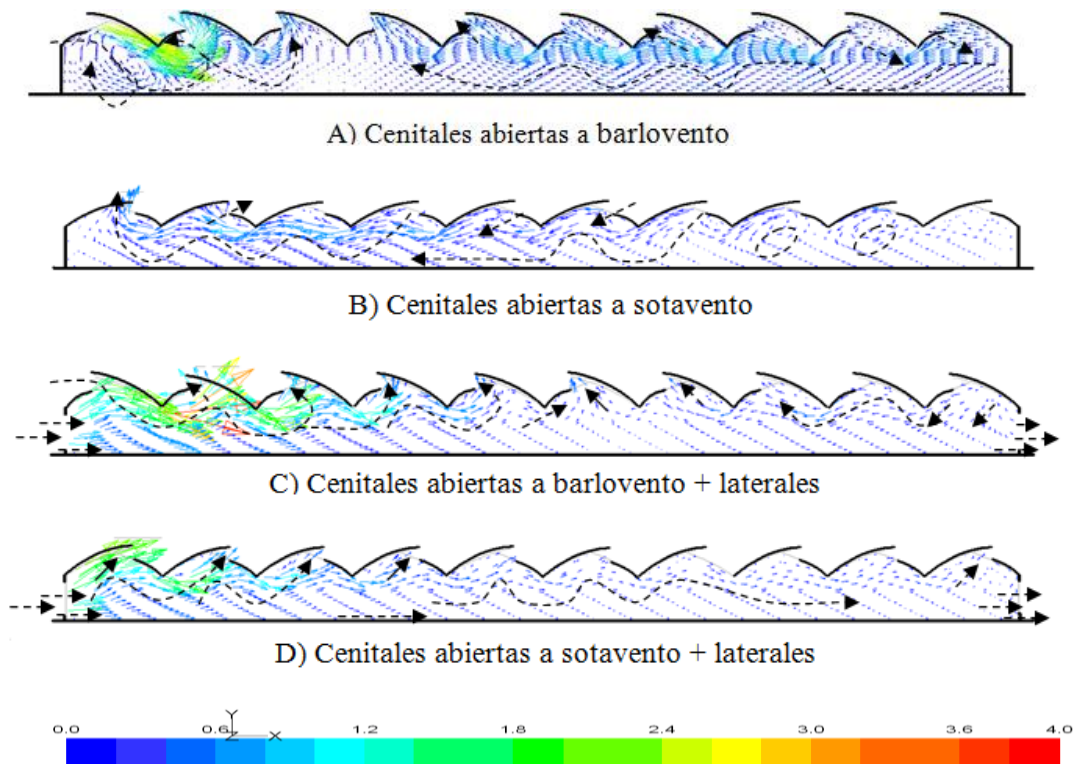 A) Cenitales abiertas a barlovento
B) Cenitales abiertas a sotavento
C) Cenitales abiertas a barlovento + laterales
D) Cenitales abiertas a sotavento + laterales
Y
Z X
0.0 0.6 1.2 1.8 2.4 3.0 3.6 4.0